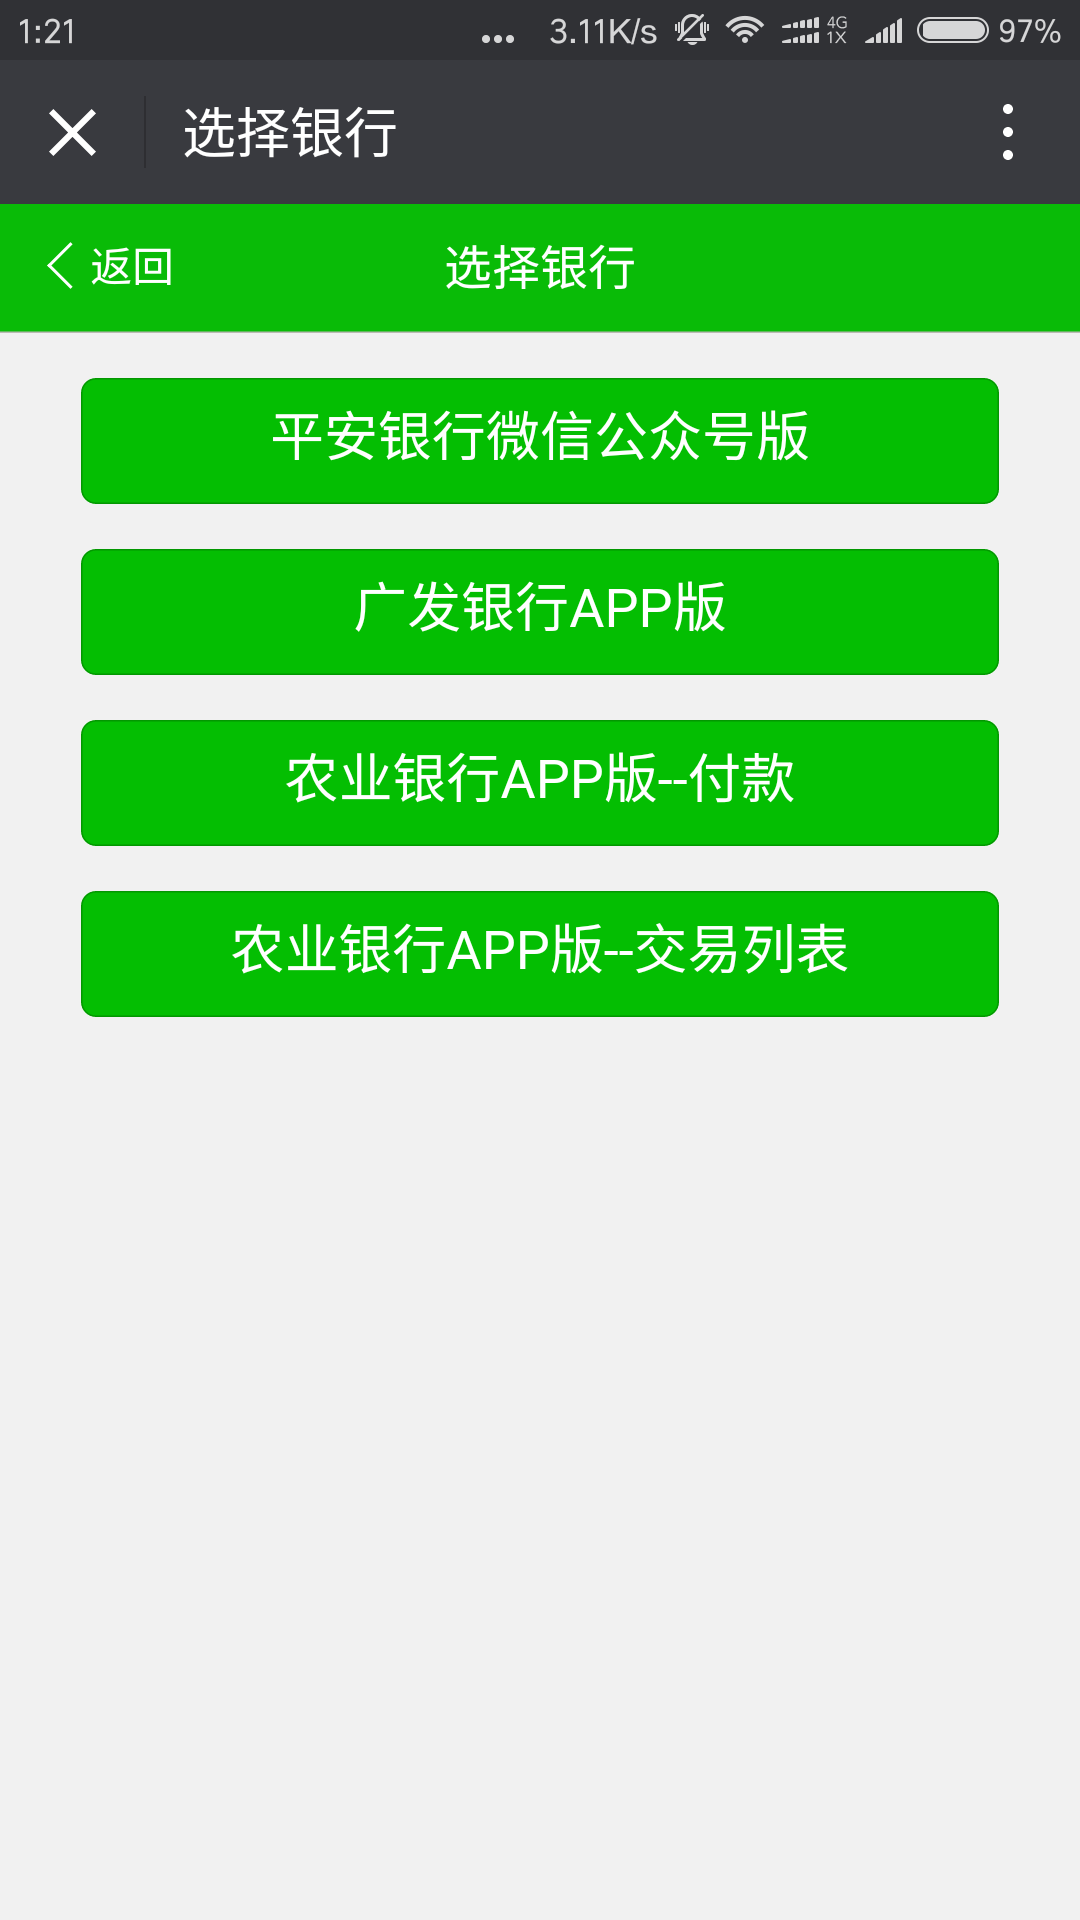 1:21
... 3.11K/s 4G 1X 97%
选择银行
返回 选择银行
平安银行微信公众号版
广发银行APP版
农业银行APP版--付款
农业银行APP版--交易列表